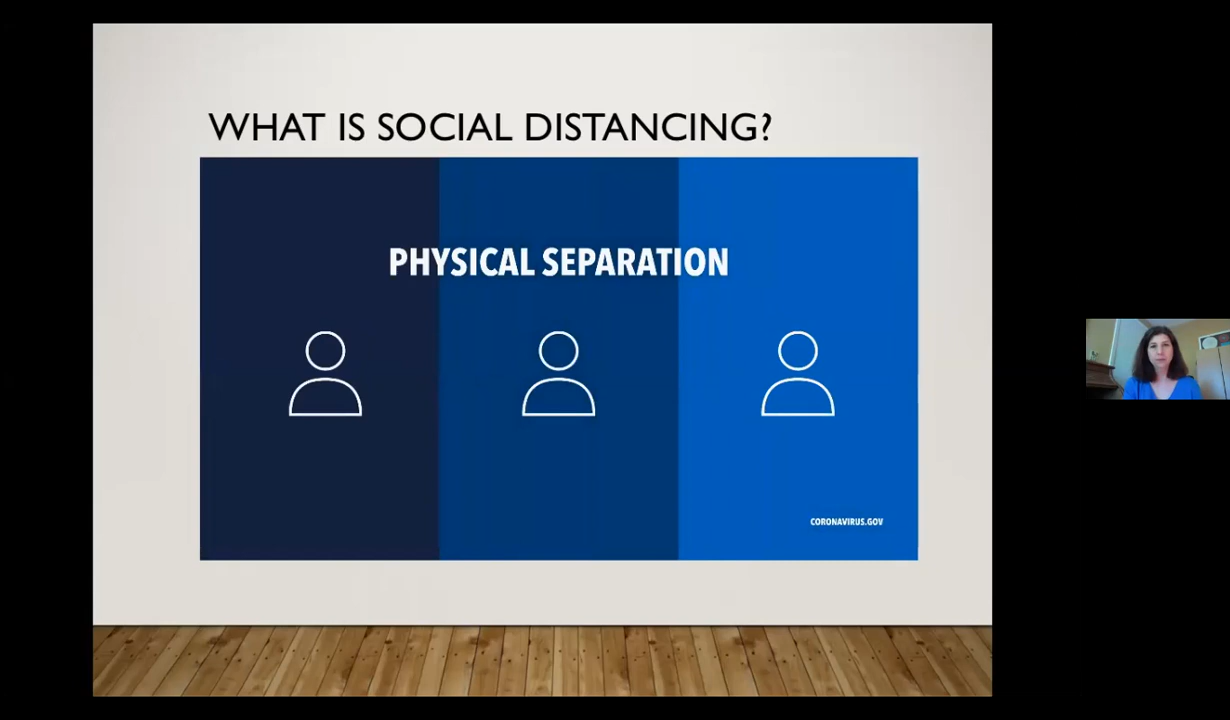 WHAT IS SOCIAL DISTANCING?
PHYSICAL SEPARATION
CORONAVIRUS.GOV